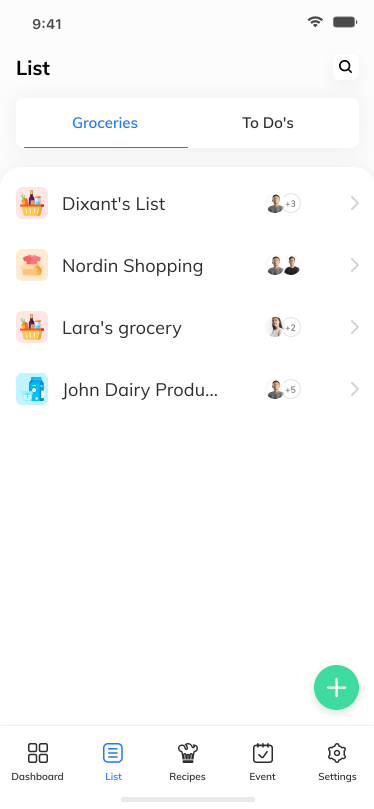 9:41
List
Groceries
To Do's
Dixant's List
+3
Nordin Shopping
Lara's grocery
+2
John Dairy Produ...
+5
Dashboard
List
Recipes
Event
Settings